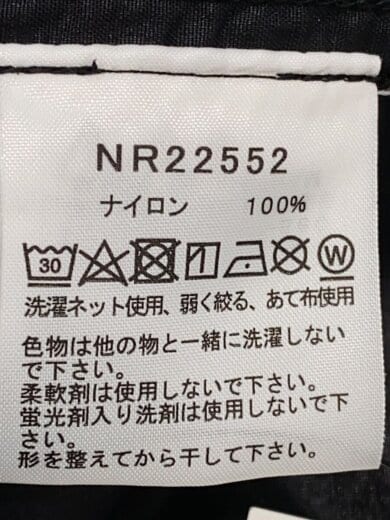 NR22552
ナイロン 100%
30 W
洗濯ネット使用、弱く絞る、あて布使用
色物は他の物と一緒に洗濯しない
で下さい。
柔軟剤は使用しないで下さい。
蛍光剤入り洗剤は使用しないで下
さい。
形を整えてから干して下さい。